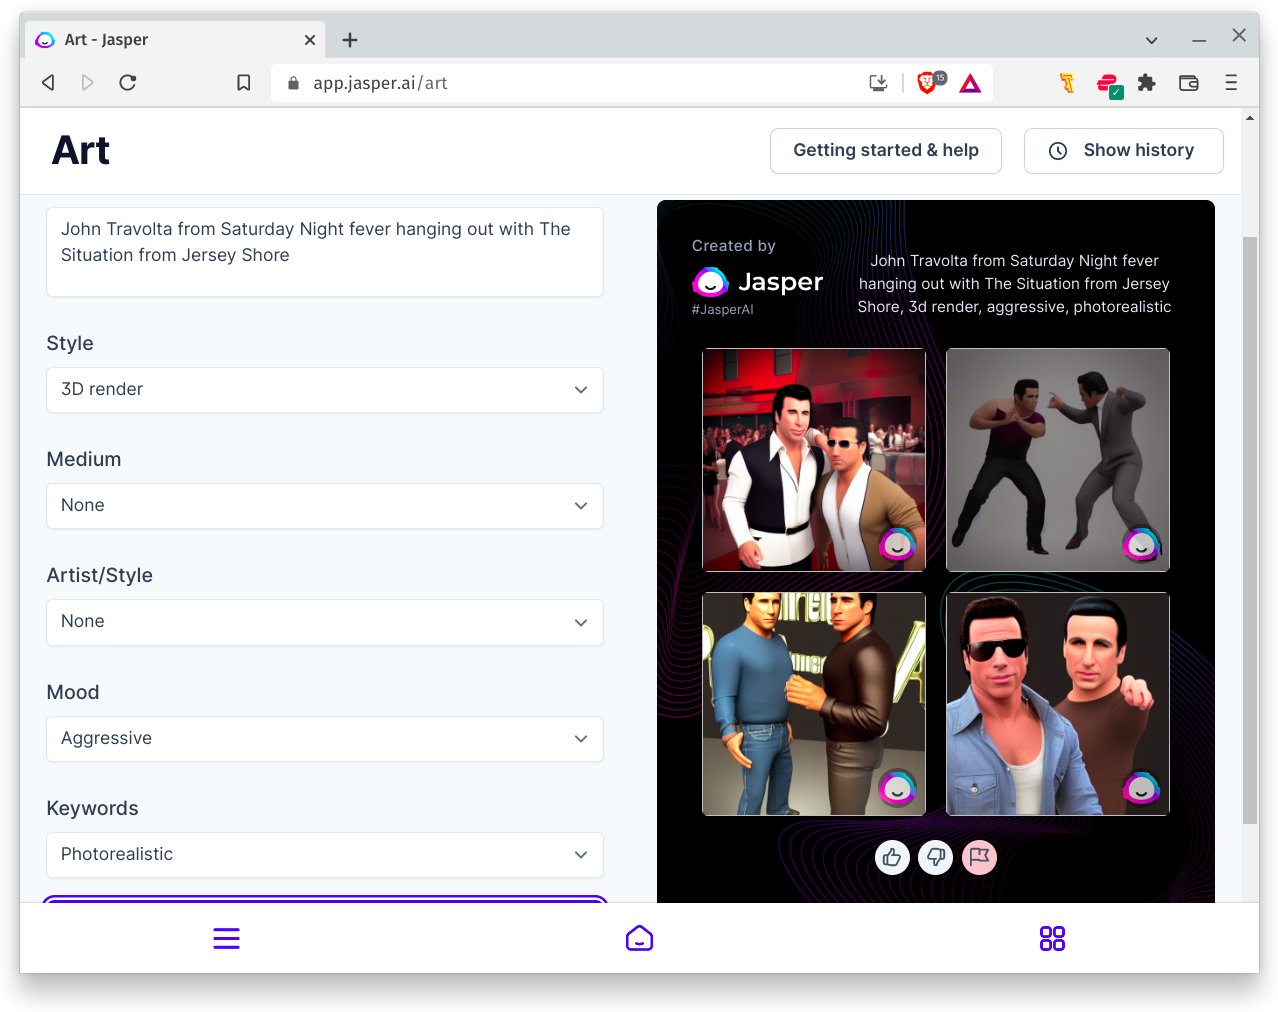 Art - Jasper
app.jasper.ai/art
15
Art
Getting started & help
Show history
John Travolta from Saturday Night fever hanging out with The
Situation from Jersey Shore
Style
3D render
Medium
None
Artist/Style
None
Mood
Aggressive
Keywords
Photorealistic
Created by
Jasper
#JasperAI
John Travolta from Saturday Night fever
hanging out with The Situation from Jersey
Shore, 3d render, aggressive, photorealistic